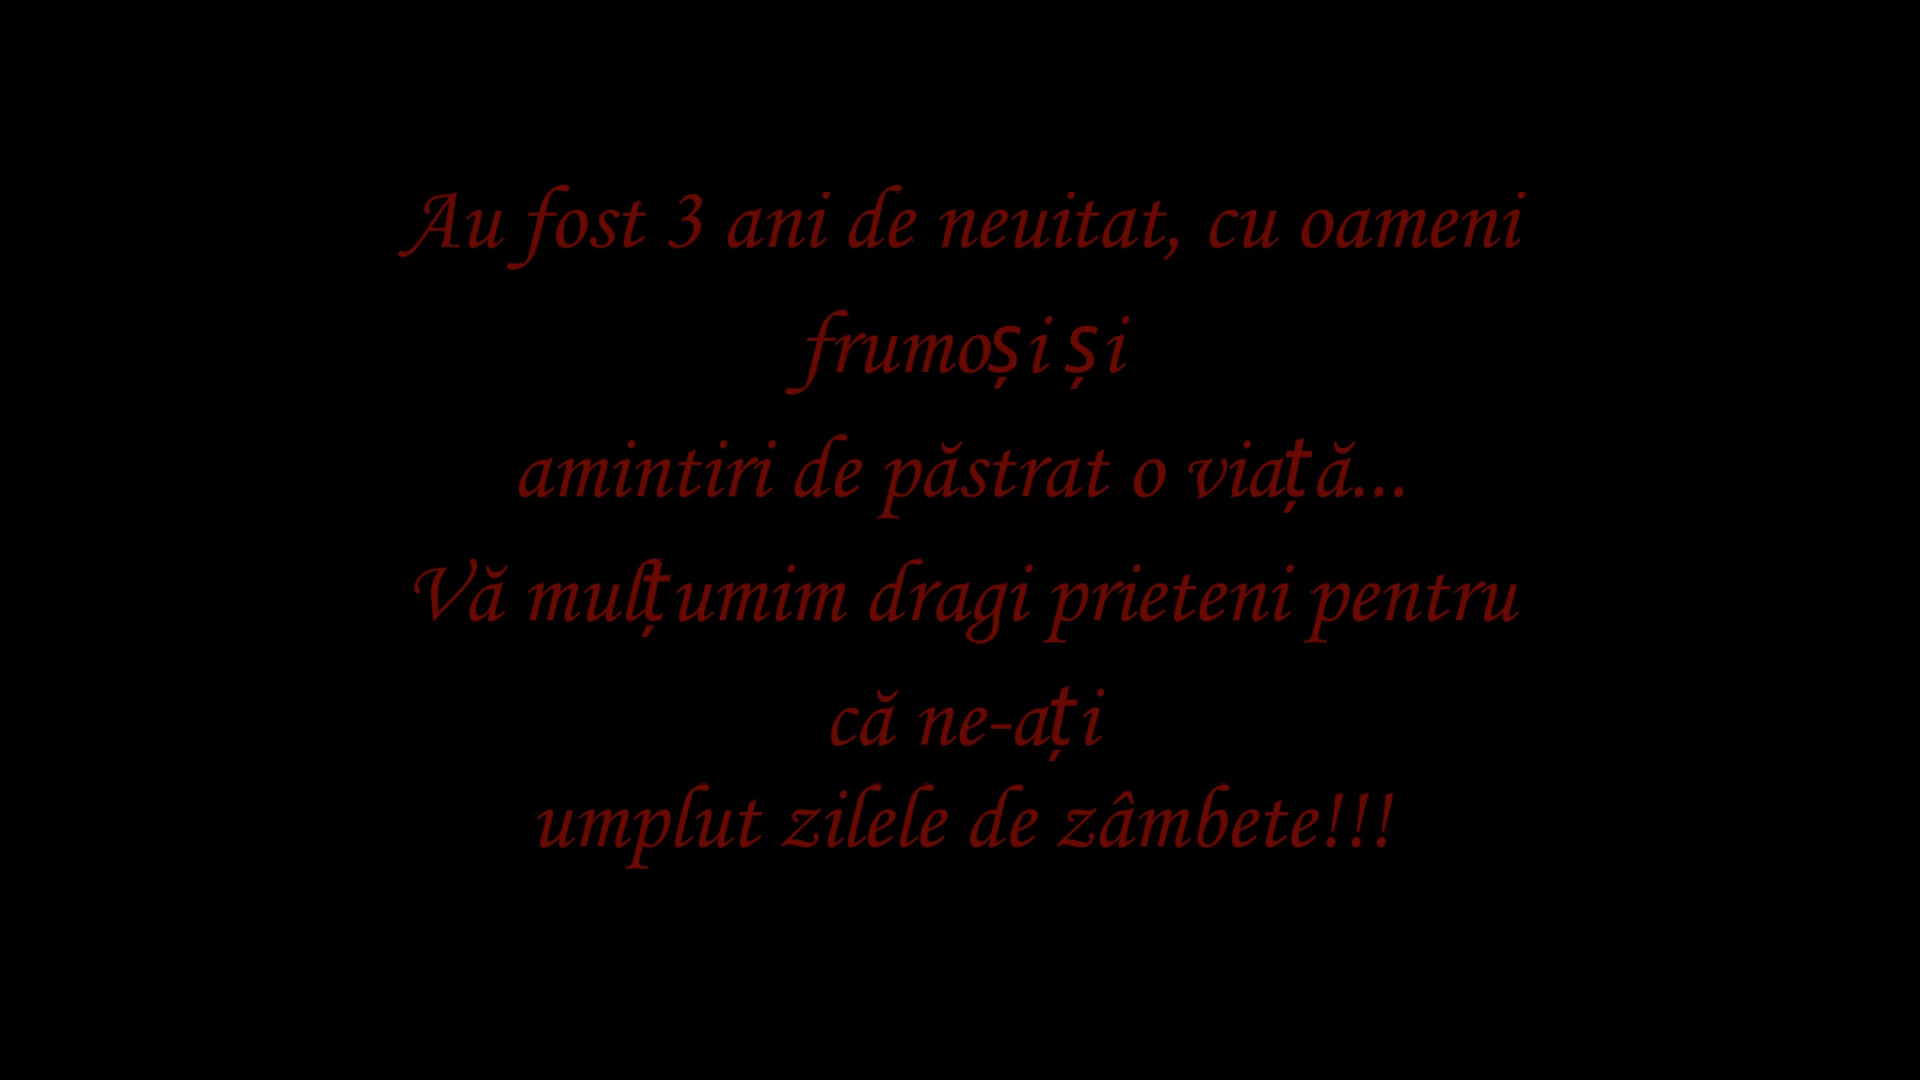 Au fost 3 ani de neuitat, cu oameni
frumoși și
amintiri de păstrat o viață...
Vă mulțumim dragi prieteni pentru
că ne-ați
umplut zilele de zâmbete!!!